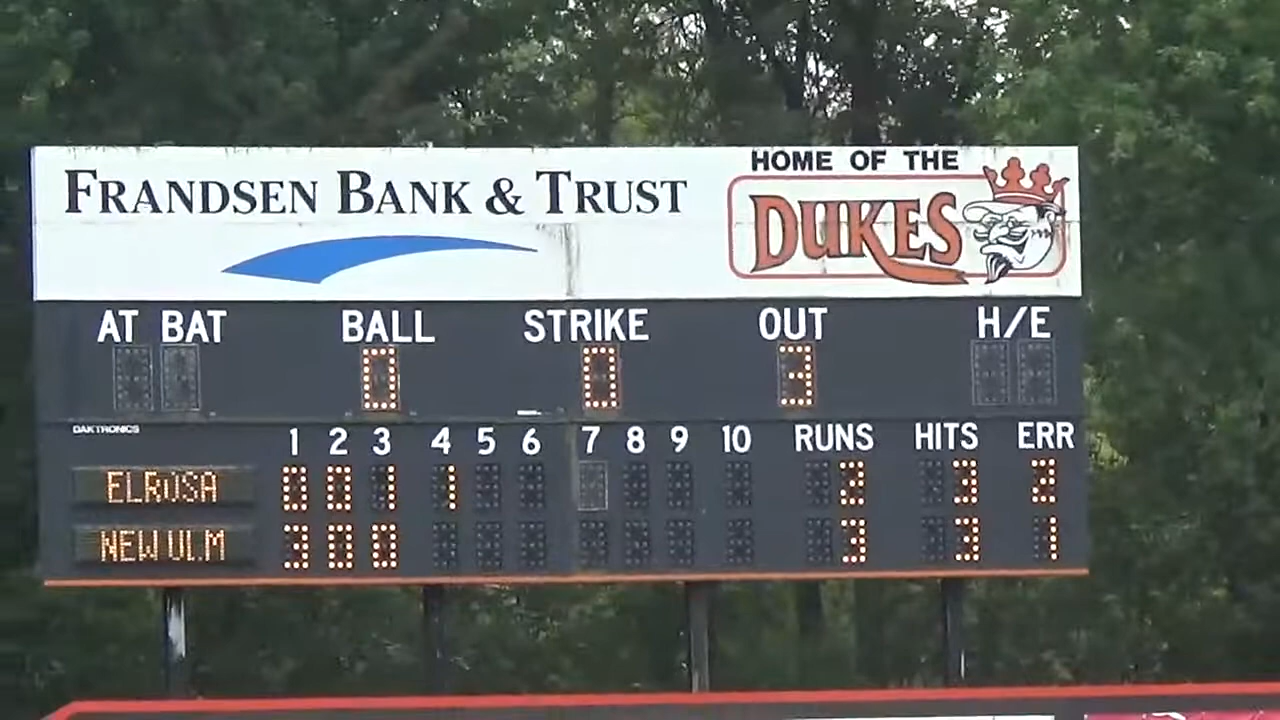 FRANDSEN BANK & TRUST
HOME OF THE
DUKES
AT BAT BALL STRIKE OUT H/E
0 0 3
DAKTRONICS
1 2 3 4 5 6 7 8 9 10 RUNS HITS ERR
ELROSA 0 0 1 1 2 3 2
NEW ULM 3 0 0 3 3 1